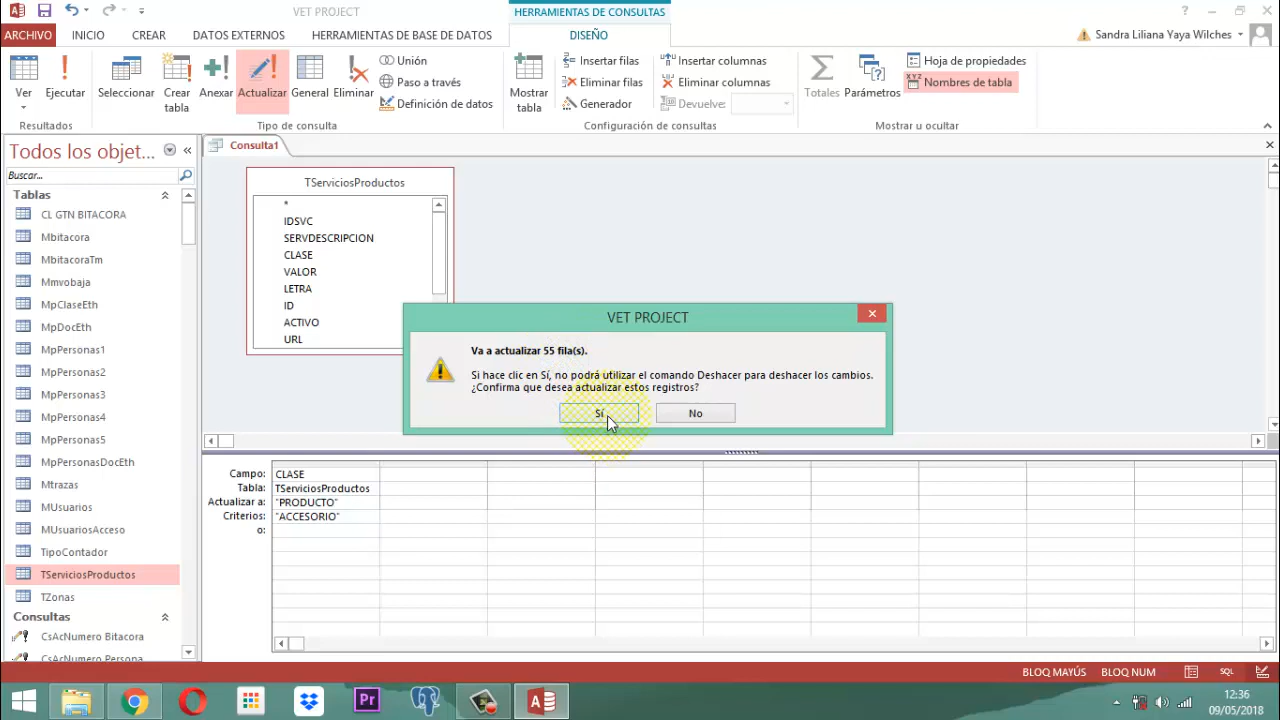 VET PROJECT
HERRAMIENTAS DE CONSULTAS
?
ARCHIVO
INICIO
CREAR
DATOS EXTERNOS
HERRAMIENTAS DE BASE DE DATOS
DISEÑO
Sandra Liliana Yaya Wilches
Ver
Ejecutar
Resultados
Seleccionar
Crear tabla
Anexar
Actualizar
General
Eliminar
Unión
Paso a través
Definición de datos
Tipo de consulta
Mostrar tabla
Insertar filas
Eliminar filas
Generador
Insertar columnas
Eliminar columnas
Devuelve:
Configuración de consultas
Totales
Parámetros
Hoja de propiedades
Nombres de tabla
Mostrar u ocultar
Todos los objet...
Buscar...
Tablas
CL GTN BITACORA
Mbitacora
MbitacoraTm
Mmvobaja
MpClaseEth
MpDocEth
MpPersonas1
MpPersonas2
MpPersonas3
MpPersonas4
MpPersonas5
MpPersonasDocEth
Mtrazas
MUsuarios
MUsuariosAcceso
TipoContador
TServiciosProductos
TZonas
Consultas
CsAcNumero Bitacora
CsAcNumero Persona
Consulta1
TServiciosProductos
*
IDSVC
SERVDESCRIPCION
CLASE
VALOR
LETRA
ID
ACTIVO
URL
VET PROJECT
Va a actualizar 55 fila(s).
Si hace clic en Sí, no podrá utilizar el comando Deshacer para deshacer los cambios.
¿Confirma que desea actualizar estos registros?
Sí
No
Campo: CLASE
Tabla: TServiciosProductos
Actualizar a: "PRODUCTO"
Criterios: "ACCESORIO"
o:
BLOQ MAYÚS
BLOQ NUM
SQL
Pr
12:36
09/05/2018